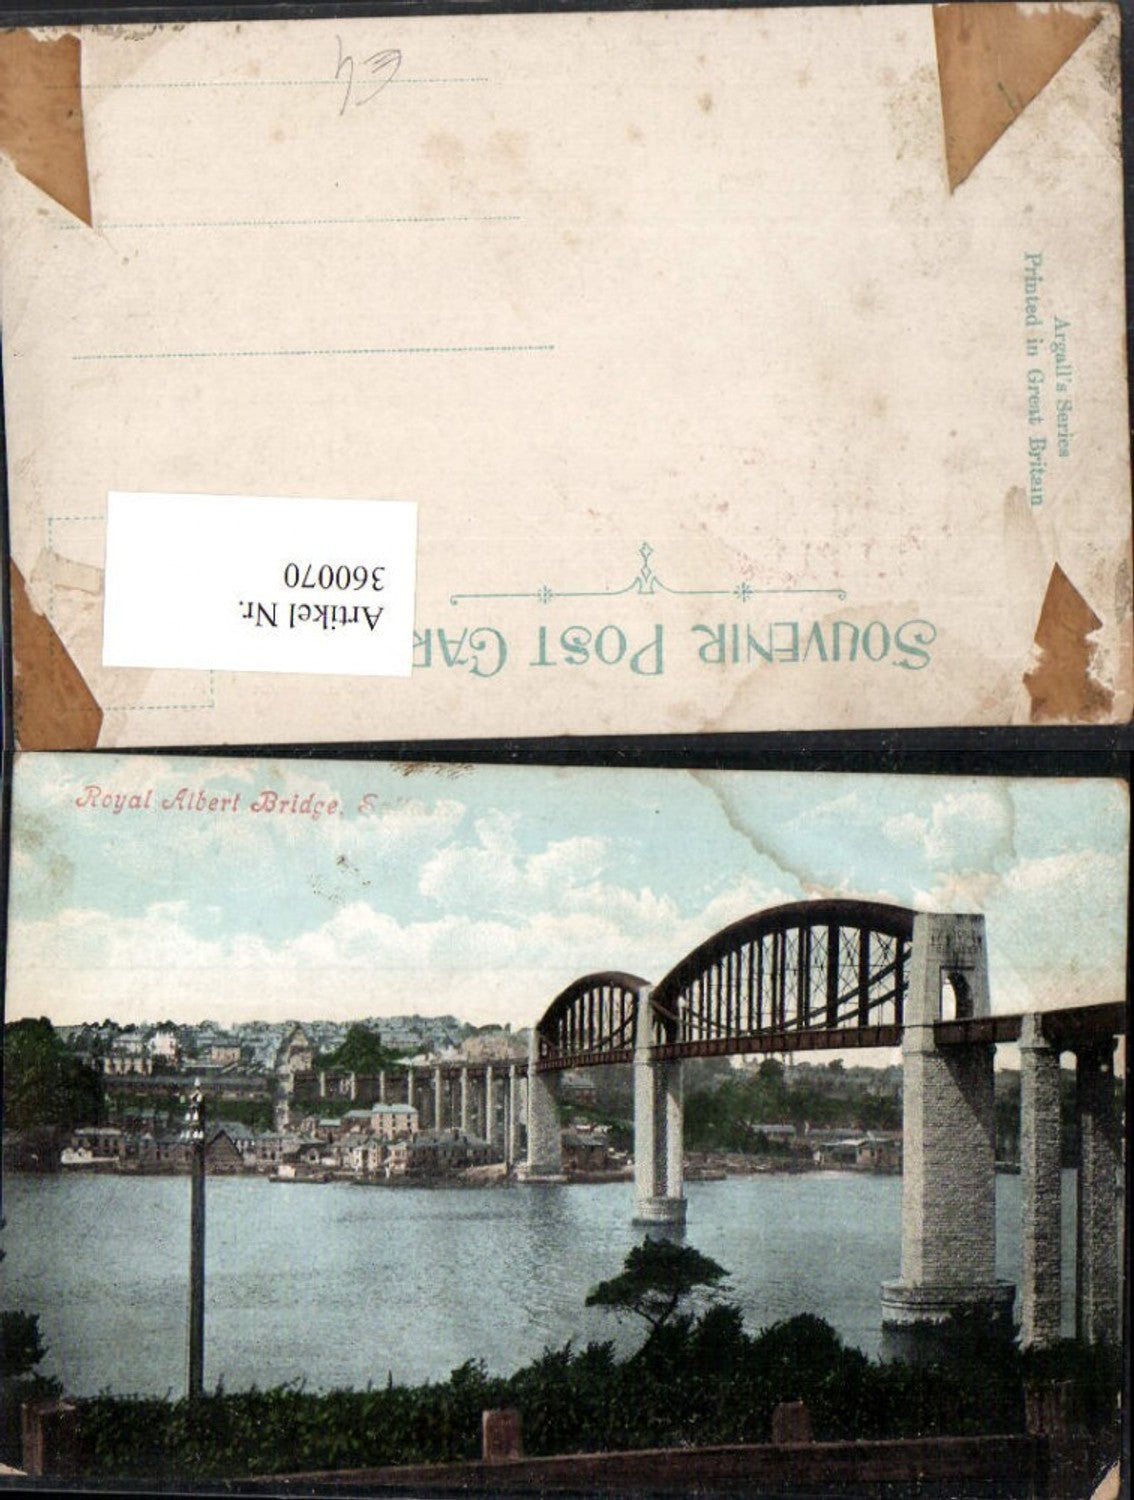 Argall's Series
Printed in Great Britain
SOUVENIR POST CAR
Artikel Nr.
360070
Royal Albert Bridge,